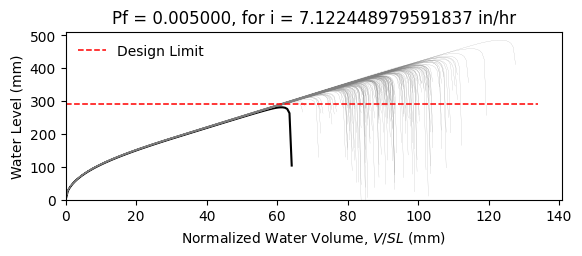 Pf = 0.005000, for i = 7.122448979591837 in/hr
500
400
300
200
100
0
Water Level (mm)
Design Limit
0 20 40 60 80 100 120 140
Normalized Water Volume, V/SL (mm)